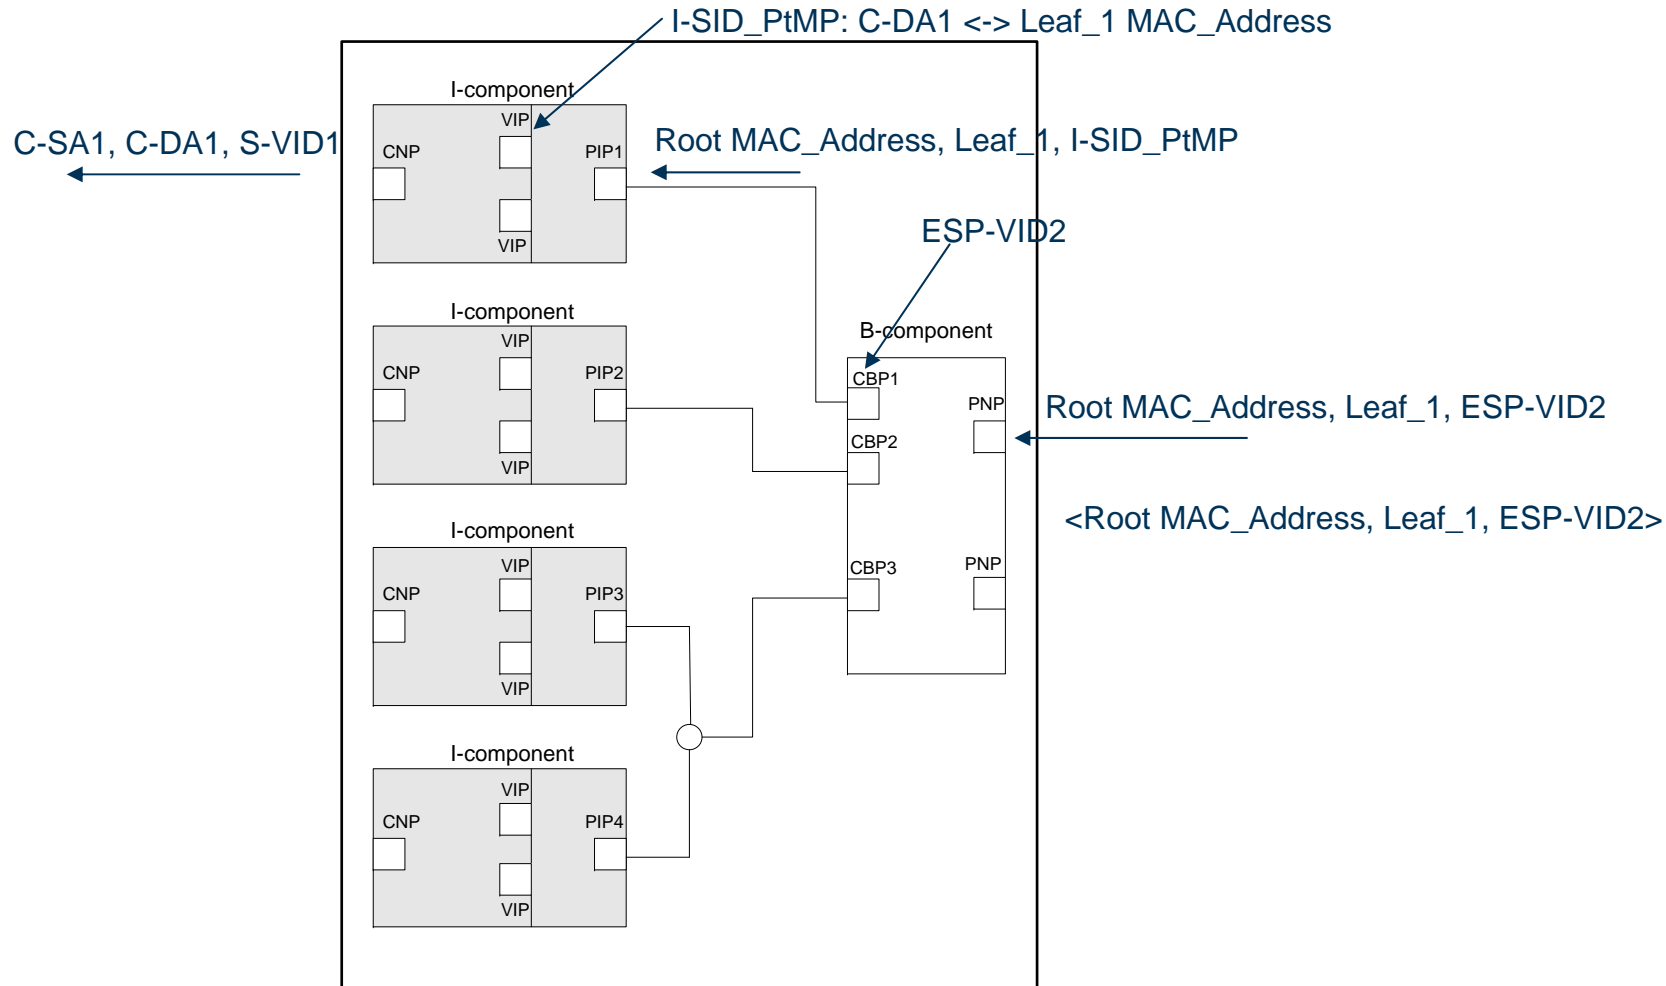 I-SID_PtMP: C-DA1 <-> Leaf_1 MAC_Address
I-component
VIP
C-SA1, C-DA1, S-VID1
CNP
PIP1
Root MAC_Address, Leaf_1, I-SID_PtMP
VIP
ESP-VID2
I-component
VIP
B-component
CNP
PIP2
CBP1
PNP
Root MAC_Address, Leaf_1, ESP-VID2
CBP2
VIP
<Root MAC_Address, Leaf_1, ESP-VID2>
I-component
VIP
CBP3
PNP
CNP
PIP3
VIP
I-component
VIP
CNP
PIP4
VIP